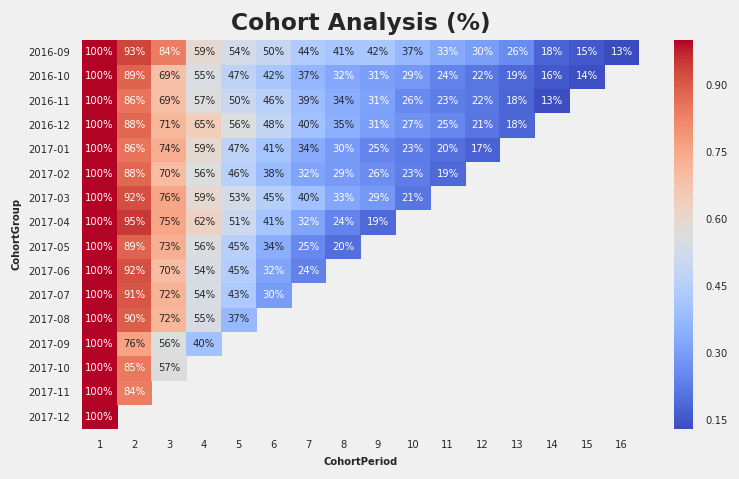 Cohort Analysis (%)
2016-09 100% 93% 84% 59% 54% 50% 44% 41% 42% 37% 33% 30% 26% 18% 15% 13%
2016-10 100% 89% 69% 55% 47% 42% 37% 32% 31% 29% 24% 22% 19% 16% 14%
2016-11 100% 86% 69% 57% 50% 46% 39% 34% 31% 26% 23% 22% 18% 13%
2016-12 100% 88% 71% 65% 56% 48% 40% 35% 31% 27% 25% 21% 18%
2017-01 100% 86% 74% 59% 47% 41% 34% 30% 25% 23% 20% 17%
2017-02 100% 88% 70% 56% 46% 38% 32% 29% 26% 23% 19%
2017-03 100% 92% 76% 59% 53% 45% 40% 33% 29% 21%
2017-04 100% 95% 75% 62% 51% 41% 32% 24% 19%
2017-05 100% 89% 73% 56% 45% 34% 25% 20%
2017-06 100% 92% 70% 54% 45% 32% 24%
2017-07 100% 91% 72% 54% 43% 30%
2017-08 100% 90% 72% 55% 37%
2017-09 100% 76% 56% 40%
2017-10 100% 85% 57%
2017-11 100% 84%
2017-12 100%
1 2 3 4 5 6 7 8 9 10 11 12 13 14 15 16
CohortPeriod
CohortGroup
0.90
0.75
0.60
0.45
0.30
0.15